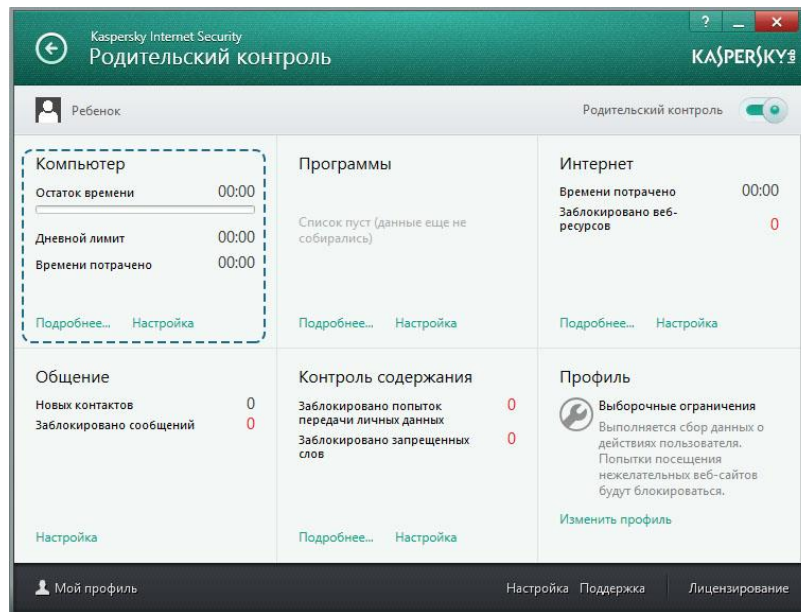 Kaspersky Internet Security
Родительский контроль
?
KASPERSKY lab
Ребенок
Родительский контроль
Компьютер
Остаток времени 00:00
Дневной лимит 00:00
Времени потрачено 00:00
Подробнее... Настройка
Программы
Список пуст (данные еще не
собирались)
Подробнее... Настройка
Интернет
Времени потрачено 00:00
Заблокировано веб-
ресурсов 0
Подробнее... Настройка
Общение
Новых контактов 0
Заблокировано сообщений 0
Настройка
Контроль содержания
Заблокировано попыток 0
передачи личных данных
Заблокировано запрещенных 0
слов
Подробнее... Настройка
Профиль
Выборочные ограничения
Выполняется сбор данных о
действиях пользователя.
Попытки посещения
нежелательных веб-сайтов
будут блокироваться.
Изменить профиль
Мой профиль
Настройка Поддержка Лицензирование